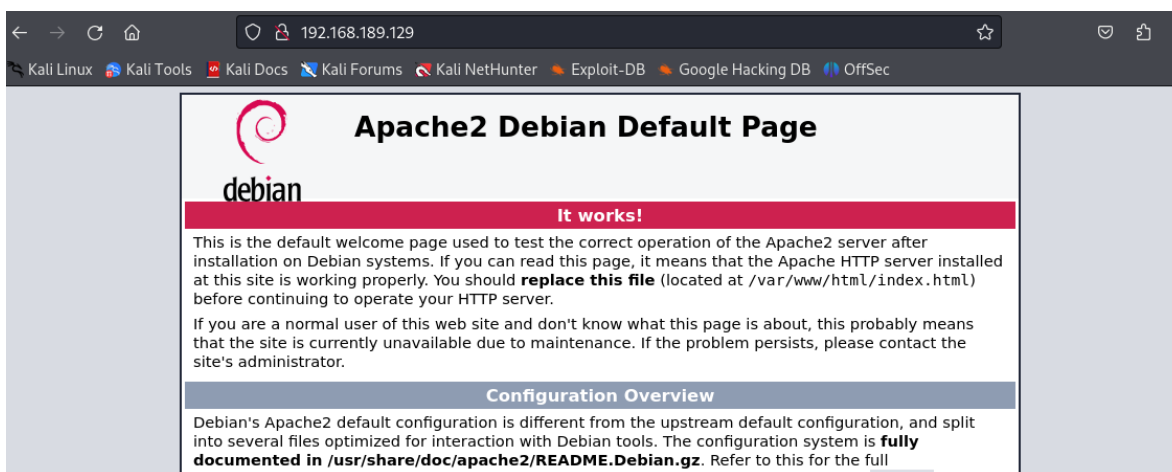 192.168.189.129
Kali Linux Kali Tools Kali Docs Kali Forums Kali NetHunter Exploit-DB Google Hacking DB OffSec
debian
Apache2 Debian Default Page
It works!
This is the default welcome page used to test the correct operation of the Apache2 server after
installation on Debian systems. If you can read this page, it means that the Apache HTTP server installed
at this site is working properly. You should replace this file (located at /var/www/html/index.html)
before continuing to operate your HTTP server.
If you are a normal user of this web site and don't know what this page is about, this probably means
that the site is currently unavailable due to maintenance. If the problem persists, please contact the
site's administrator.
Configuration Overview
Debian's Apache2 default configuration is different from the upstream default configuration, and split
into several files optimized for interaction with Debian tools. The configuration system is fully
documented in /usr/share/doc/apache2/README.Debian.gz. Refer to this for the full